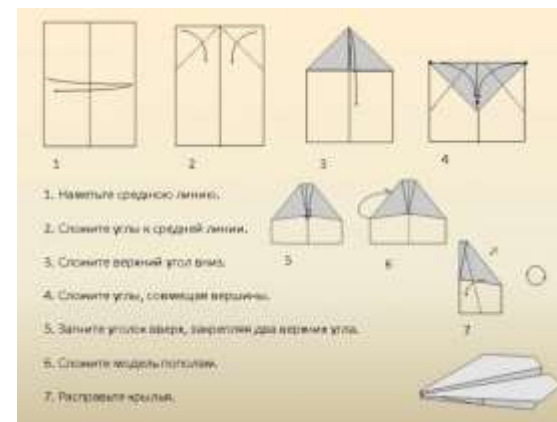 1
2
3
4
5
6
7
1. Наметьте среднюю линию.
2. Сложите углы к средней линии.
3. Сложите верхний угол вниз.
4. Сложите углы, совмещая вершины.
5. Загните уголок вверх, закрепляя два верхних угла.
6. Сложите модель пополам.
7. Расправьте крылья.